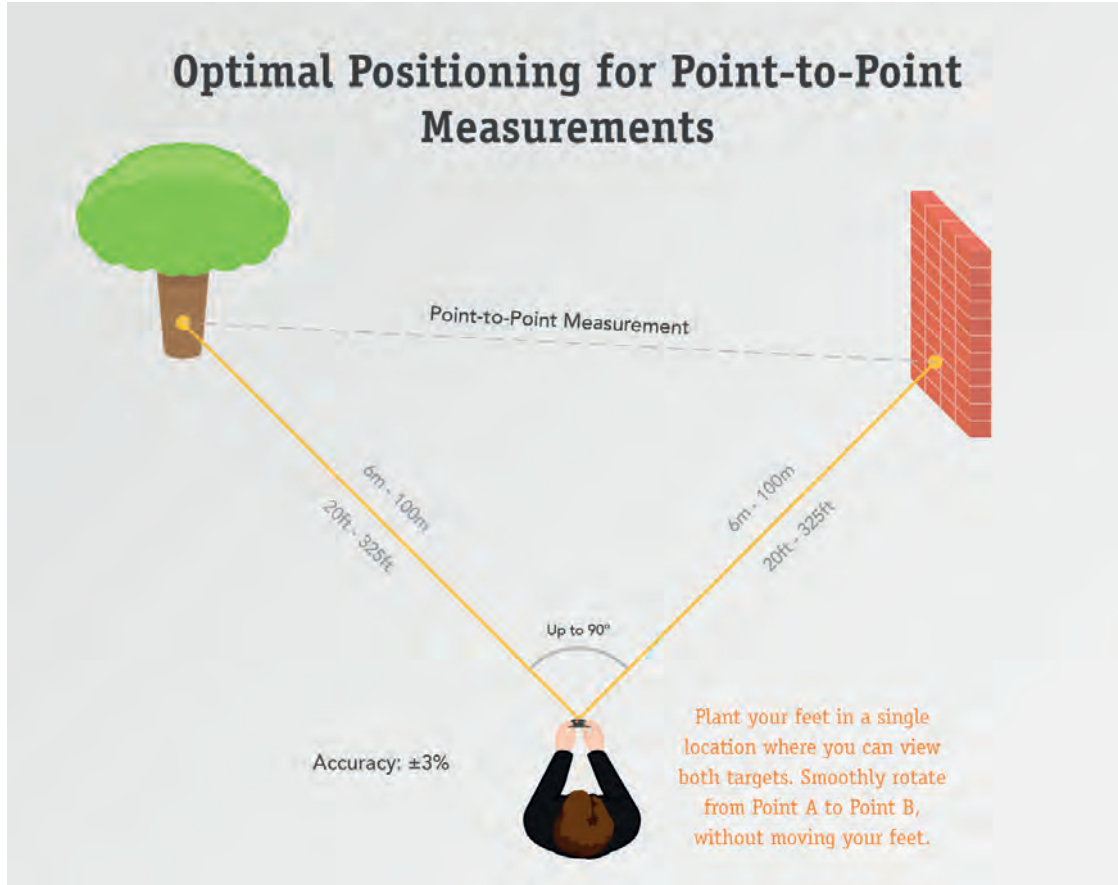 Optimal Positioning for Point-to-Point
Measurements
Point-to-Point Measurement
6m - 100m
20ft - 325ft
6m - 100m
20ft - 325ft
Up to 90°
Accuracy: ±3%
Plant your feet in a single
location where you can view
both targets. Smoothly rotate
from Point A to Point B,
without moving your feet.